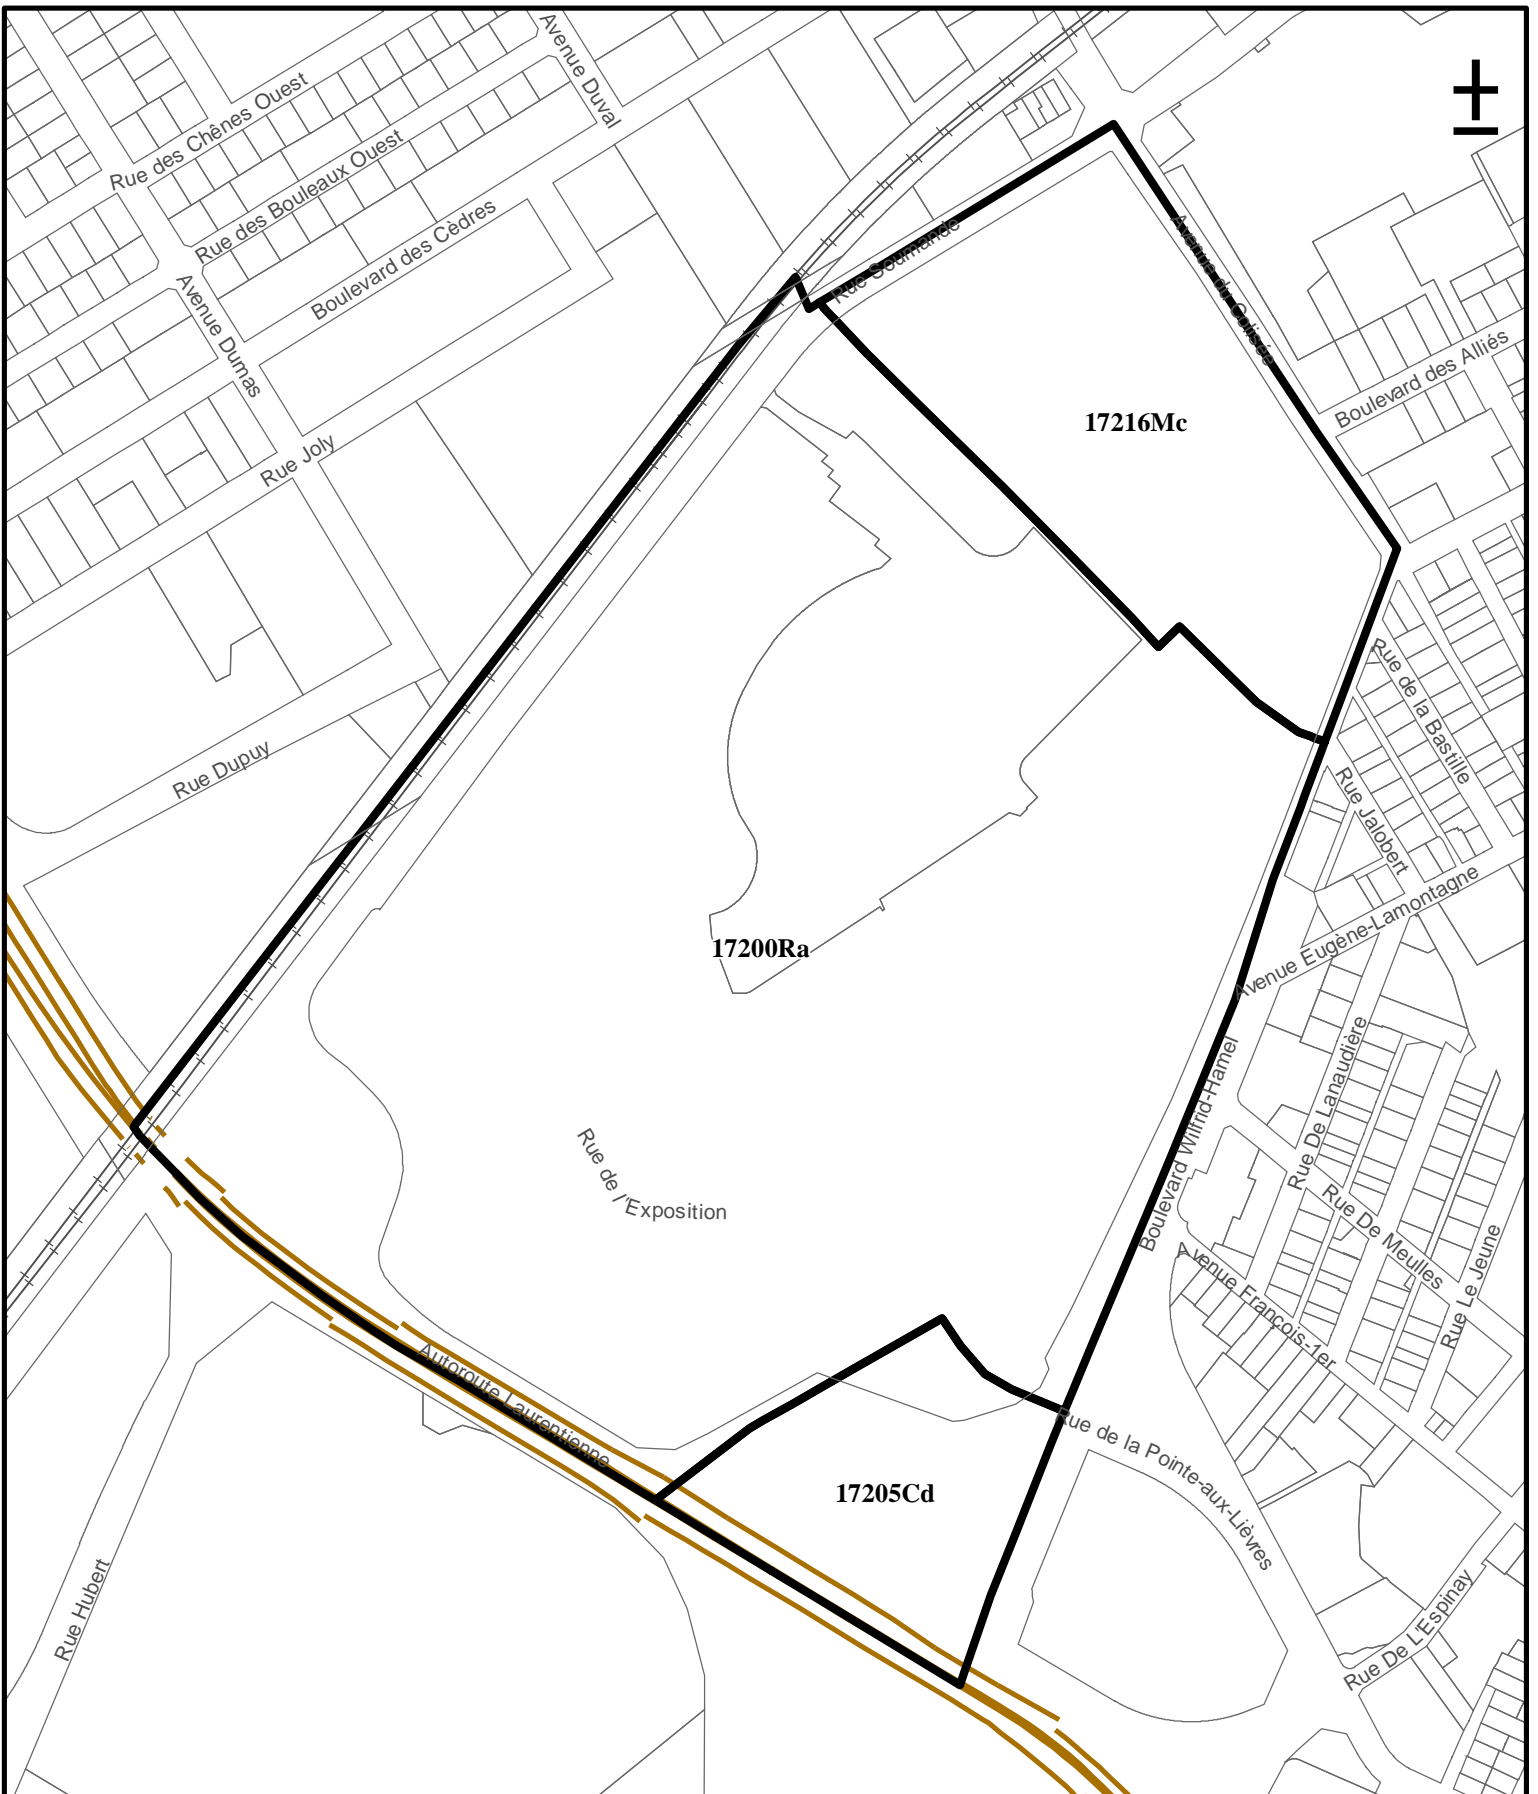 Avenue Duval
Rue des Chênes Ouest
Rue des Bouleaux Ouest
Boulevard des Cèdres
Avenue Dumas
Rue Soumande
Avenue du Colisée
Boulevard des Alliés
17216Mc
Rue Joly
Rue de la Bastille
Rue Dupuy
Rue Jalobert
Avenue Eugène-Lamontagne
17200Ra
Rue De Lanaudière
Boulevard Wilfrid-Hamel
Rue de l'Exposition
Rue De Meulles
Avenue François-1er
Rue Le Jeune
Autoroute Laurentienne
Rue de la Pointe-aux-Lièvres
17205Cd
Rue Hubert
Rue De L'Espinay